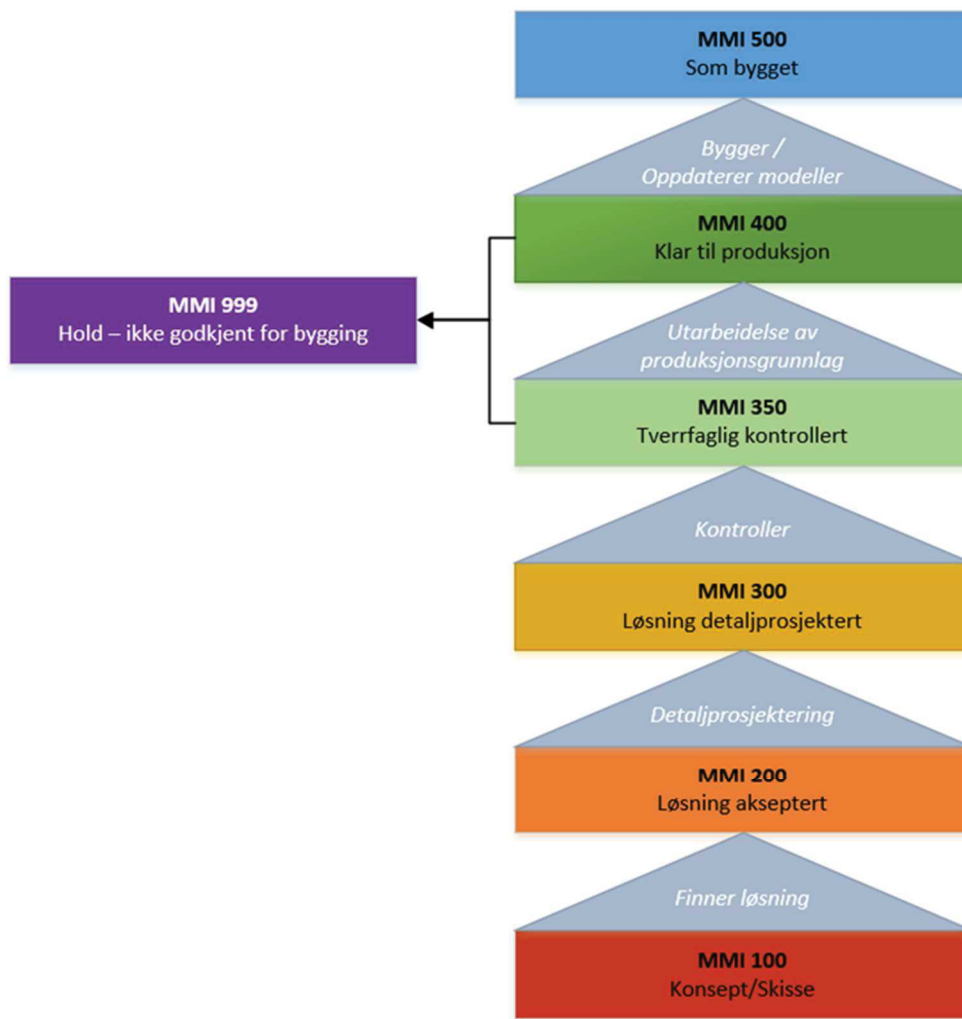 MMI 500
Som bygget
Bygger /
Oppdaterer modeller
MMI 400
Klar til produksjon
MMI 999
Hold – ikke godkjent for bygging
Utarbeidelse av
produksjonsgrunnlag
MMI 350
Tverrfaglig kontrollert
Kontroller
MMI 300
Løsning detaljprosjektert
Detaljprosjektering
MMI 200
Løsning akseptert
Finner løsning
MMI 100
Konsept/Skisse